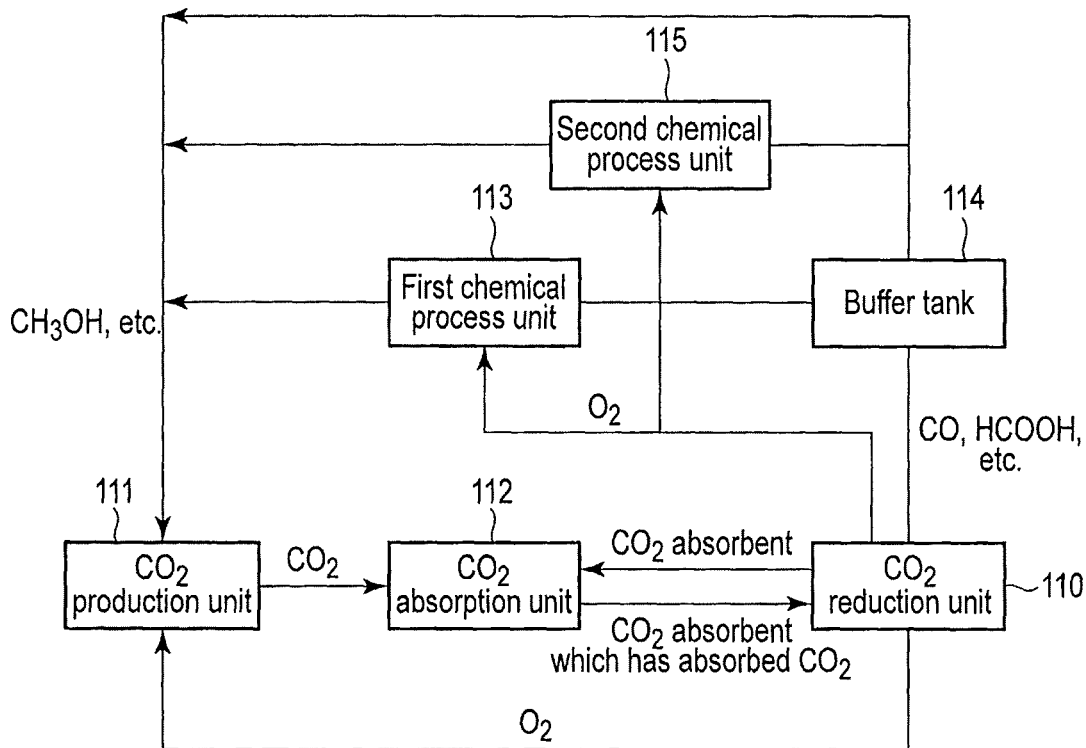 115
Second chemical
process unit
113
114
First chemical
process unit
Buffer tank
CH₃OH, etc.
O₂
CO, HCOOH,
etc.
111
112
CO₂
production unit
CO₂
CO₂
absorption unit
CO₂ absorbent
CO₂ absorbent
which has absorbed CO₂
CO₂
reduction unit
110
O₂